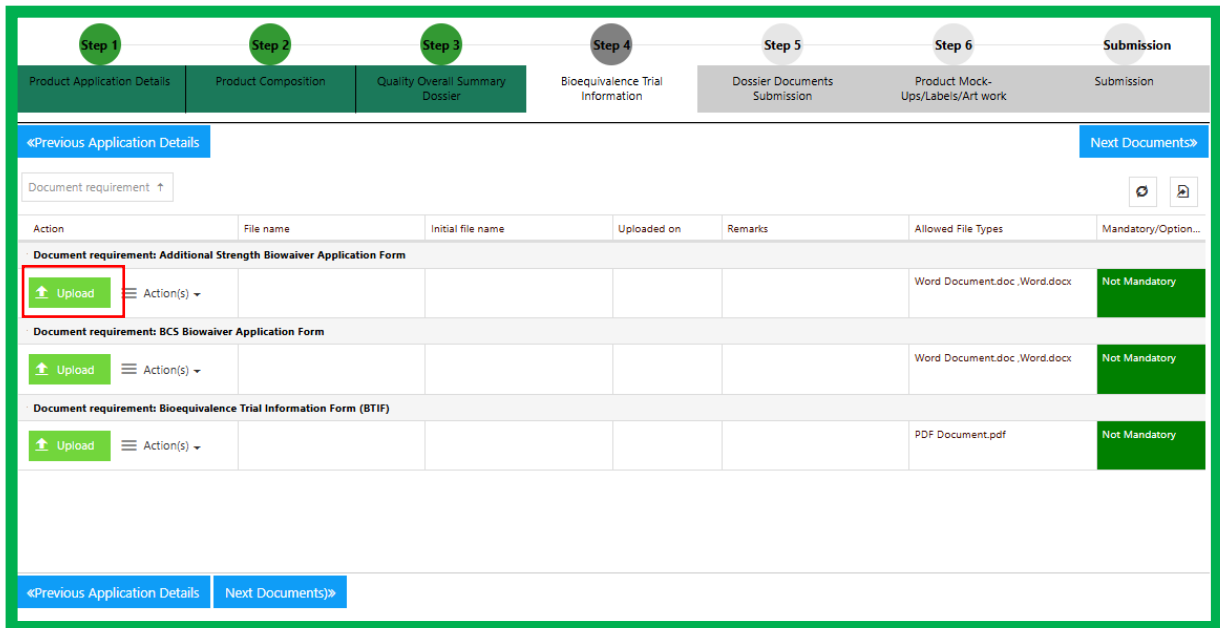 Step 1 Step 2 Step 3 Step 4 Step 5 Step 6 Submission
Product Application Details Product Composition Quality Overall Summary Bioequivalence Trial Dossier Documents Product Mock- Submission
Dossier Information Submission Ups/Labels/Art work
«Previous Application Details Next Documents»
Document requirement ↑
Action File name Initial file name Uploaded on Remarks Allowed File Types Mandatory/Option...
Document requirement: Additional Strength Biowaiver Application Form
Upload Action(s) Word Document.doc ,Word.docx Not Mandatory
Document requirement: BCS Biowaiver Application Form
Upload Action(s) Word Document.doc ,Word.docx Not Mandatory
Document requirement: Bioequivalence Trial Information Form (BTIF)
Upload Action(s) PDF Document.pdf Not Mandatory
«Previous Application Details Next Documents)»